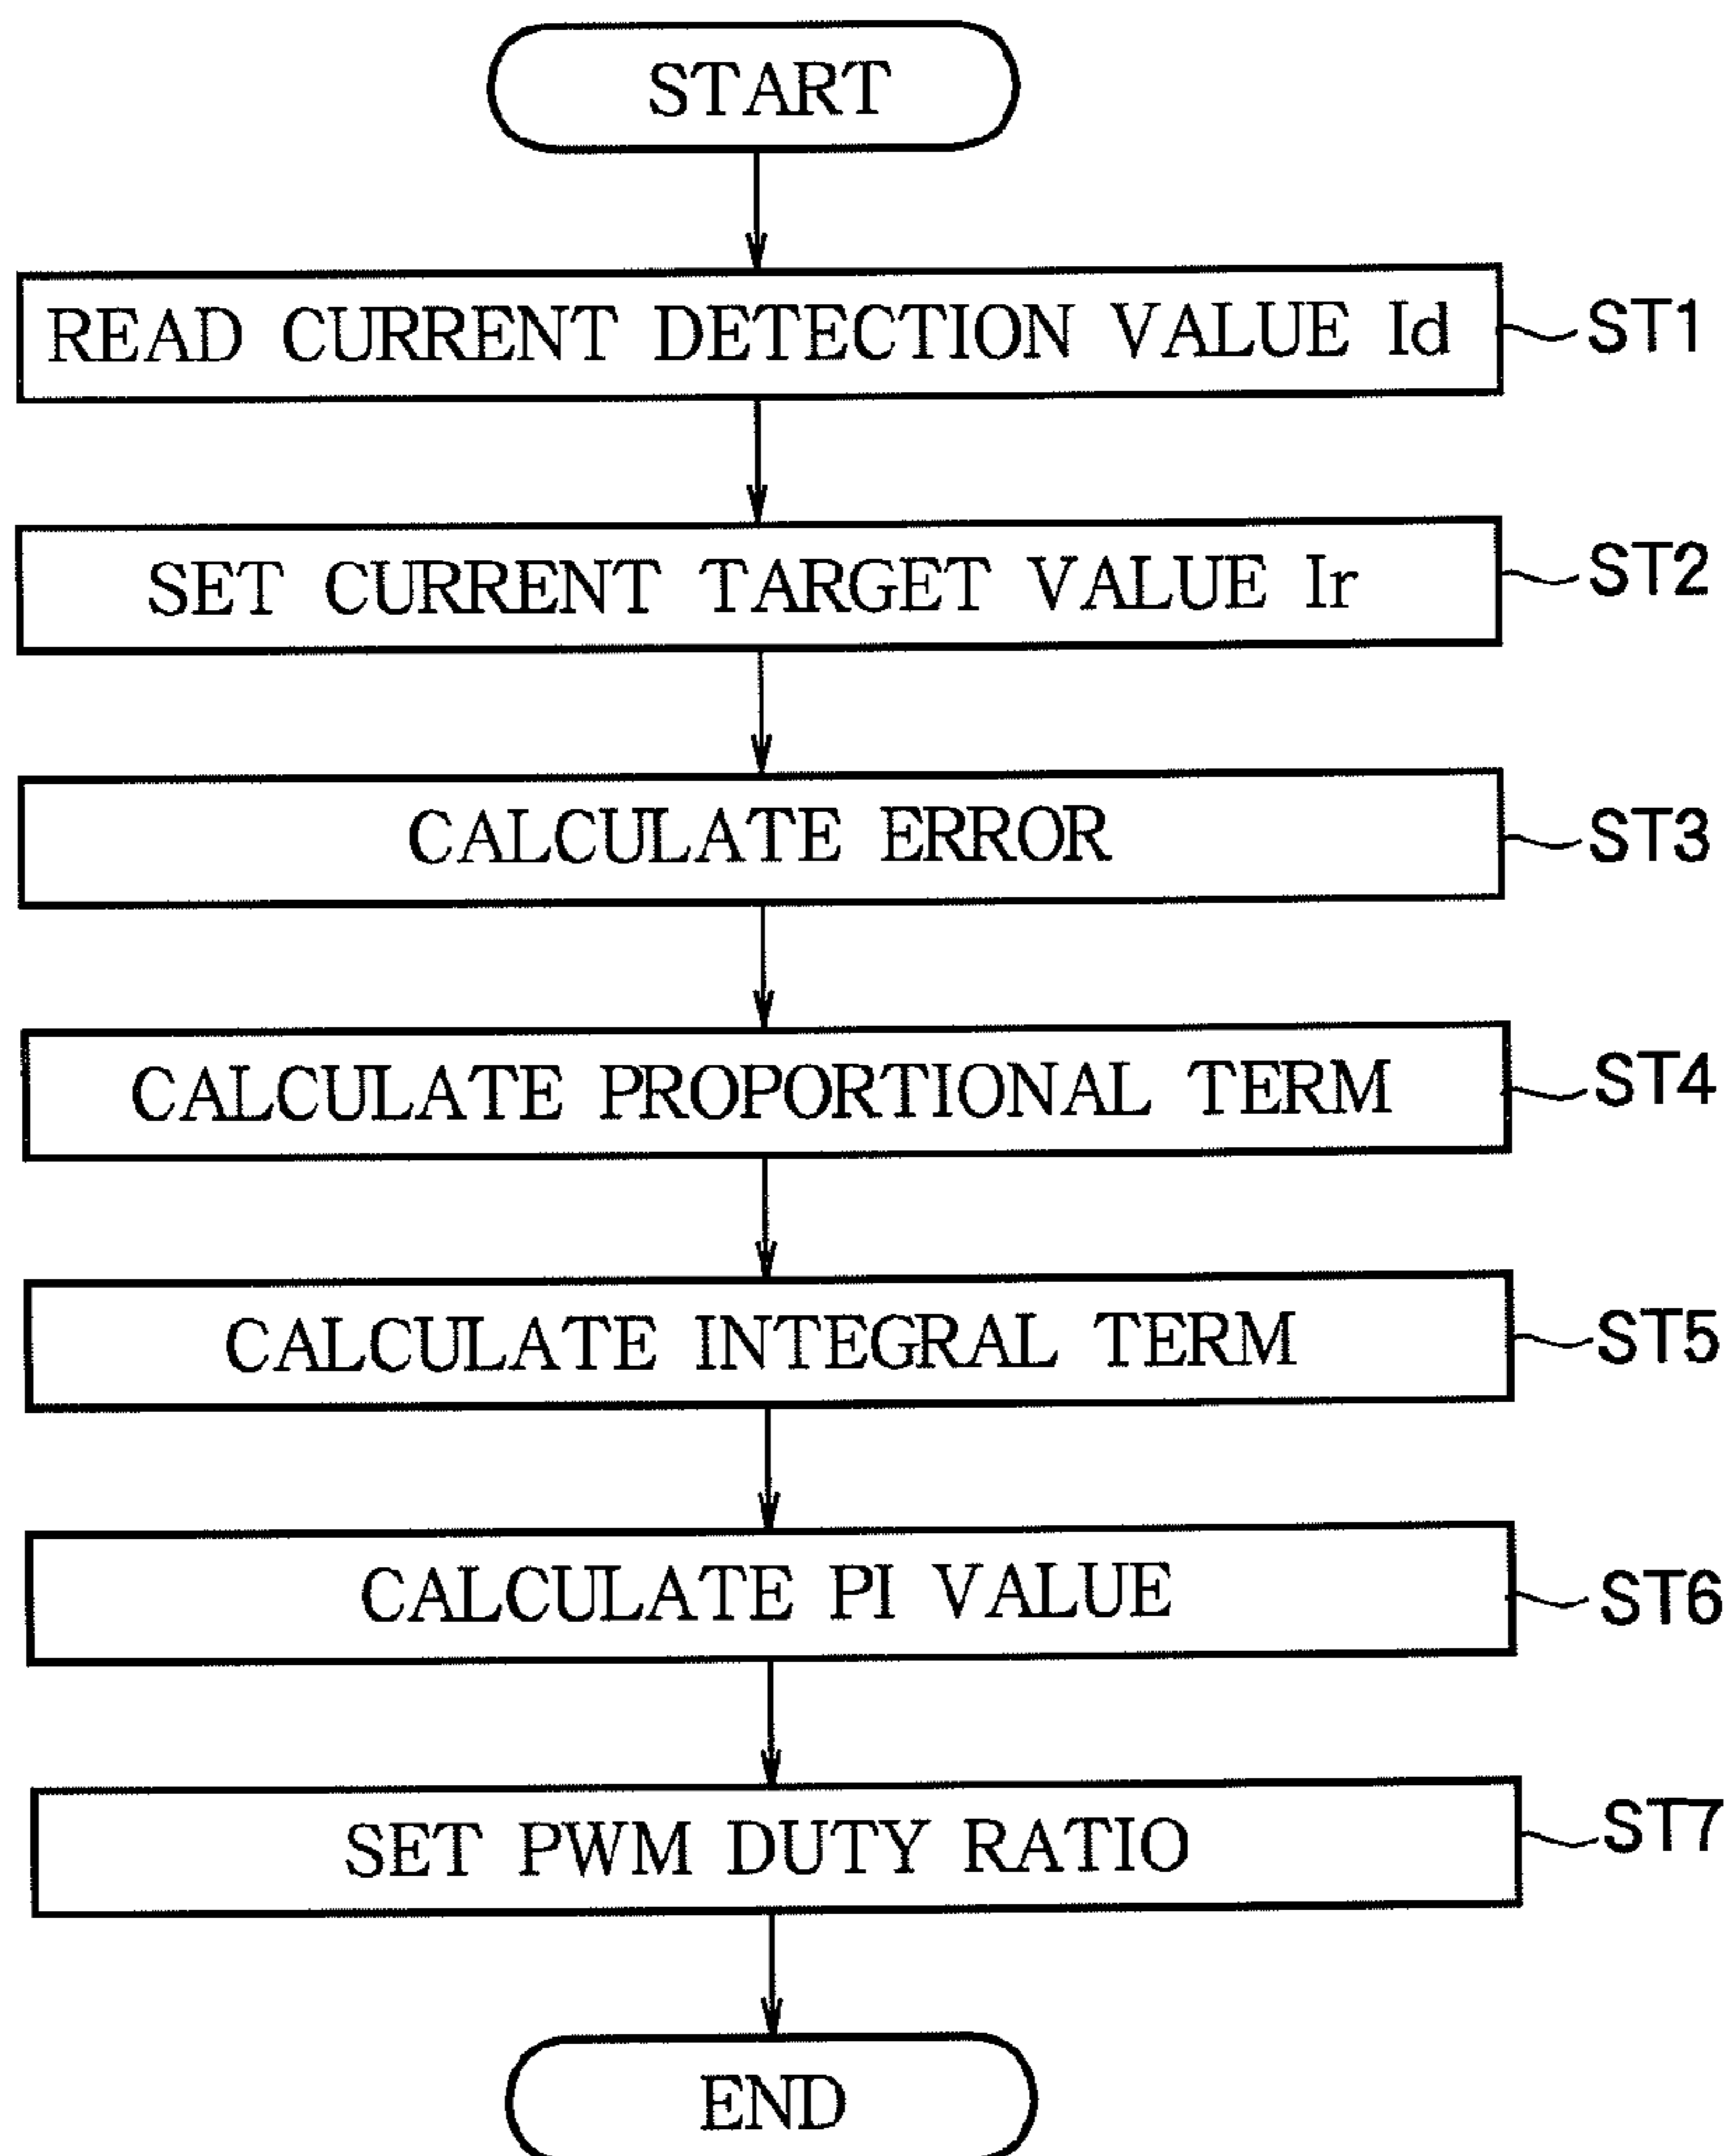 START
READ CURRENT DETECTION VALUE Id ST1
SET CURRENT TARGET VALUE Ir ST2
CALCULATE ERROR ST3
CALCULATE PROPORTIONAL TERM ST4
CALCULATE INTEGRAL TERM ST5
CALCULATE PI VALUE ST6
SET PWM DUTY RATIO ST7
END